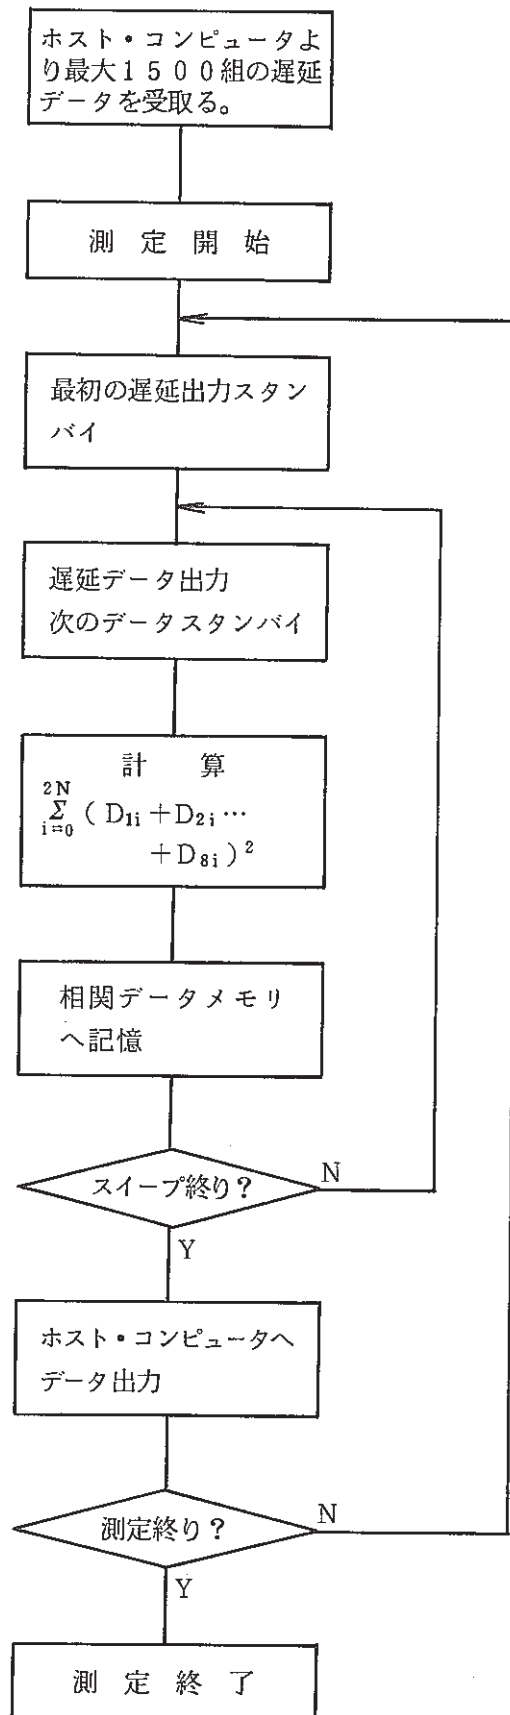 ホスト・コンピュータよ
り最大1500組の遅延
データを受取る。
測定開始
最初の遅延出力スタン
バイ
遅延データ出力
次のデータスタンバイ
計算
2N
Σ ( D1i + D2i …
i=0
+ D8i )²
相関データメモリ
へ記憶
スイープ終り?
N
Y
ホスト・コンピュータへ
データ出力
測定終り?
N
Y
測定終了